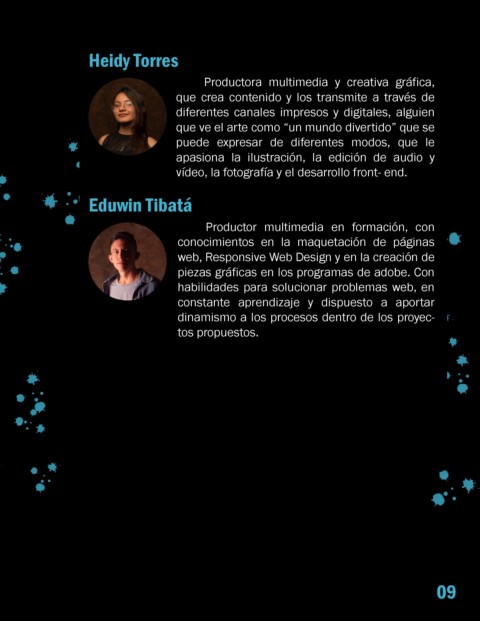 Heidy Torres
Productora multimedia y creativa gráfica,
que crea contenido y los transmite a través de
diferentes canales impresos y digitales, alguien
que ve el arte como “un mundo divertido” que se
puede expresar de diferentes modos, que le
apasiona la ilustración, la edición de audio y
vídeo, la fotografía y el desarrollo front- end.
Eduwin Tibatá
Productor multimedia en formación, con
conocimientos en la maquetación de páginas
web, Responsive Web Design y en la creación de
piezas gráficas en los programas de adobe. Con
habilidades para solucionar problemas web, en
constante aprendizaje y dispuesto a aportar
dinamismo a los procesos dentro de los proyec-
tos propuestos.
09